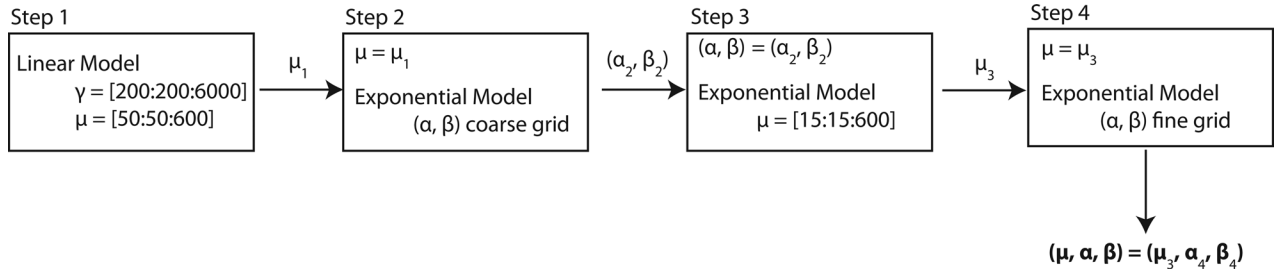 Step 1
Linear Model
γ = [200:200:6000]
μ = [50:50:600]
μ₁
Step 2
μ = μ₁
Exponential Model
(α, β) coarse grid
(α₂, β₂)
Step 3
(α, β) = (α₂, β₂)
Exponential Model
μ = [15:15:600]
μ₃
Step 4
μ = μ₃
Exponential Model
(α, β) fine grid
(μ, α, β) = (μ₃, α₄, β₄)